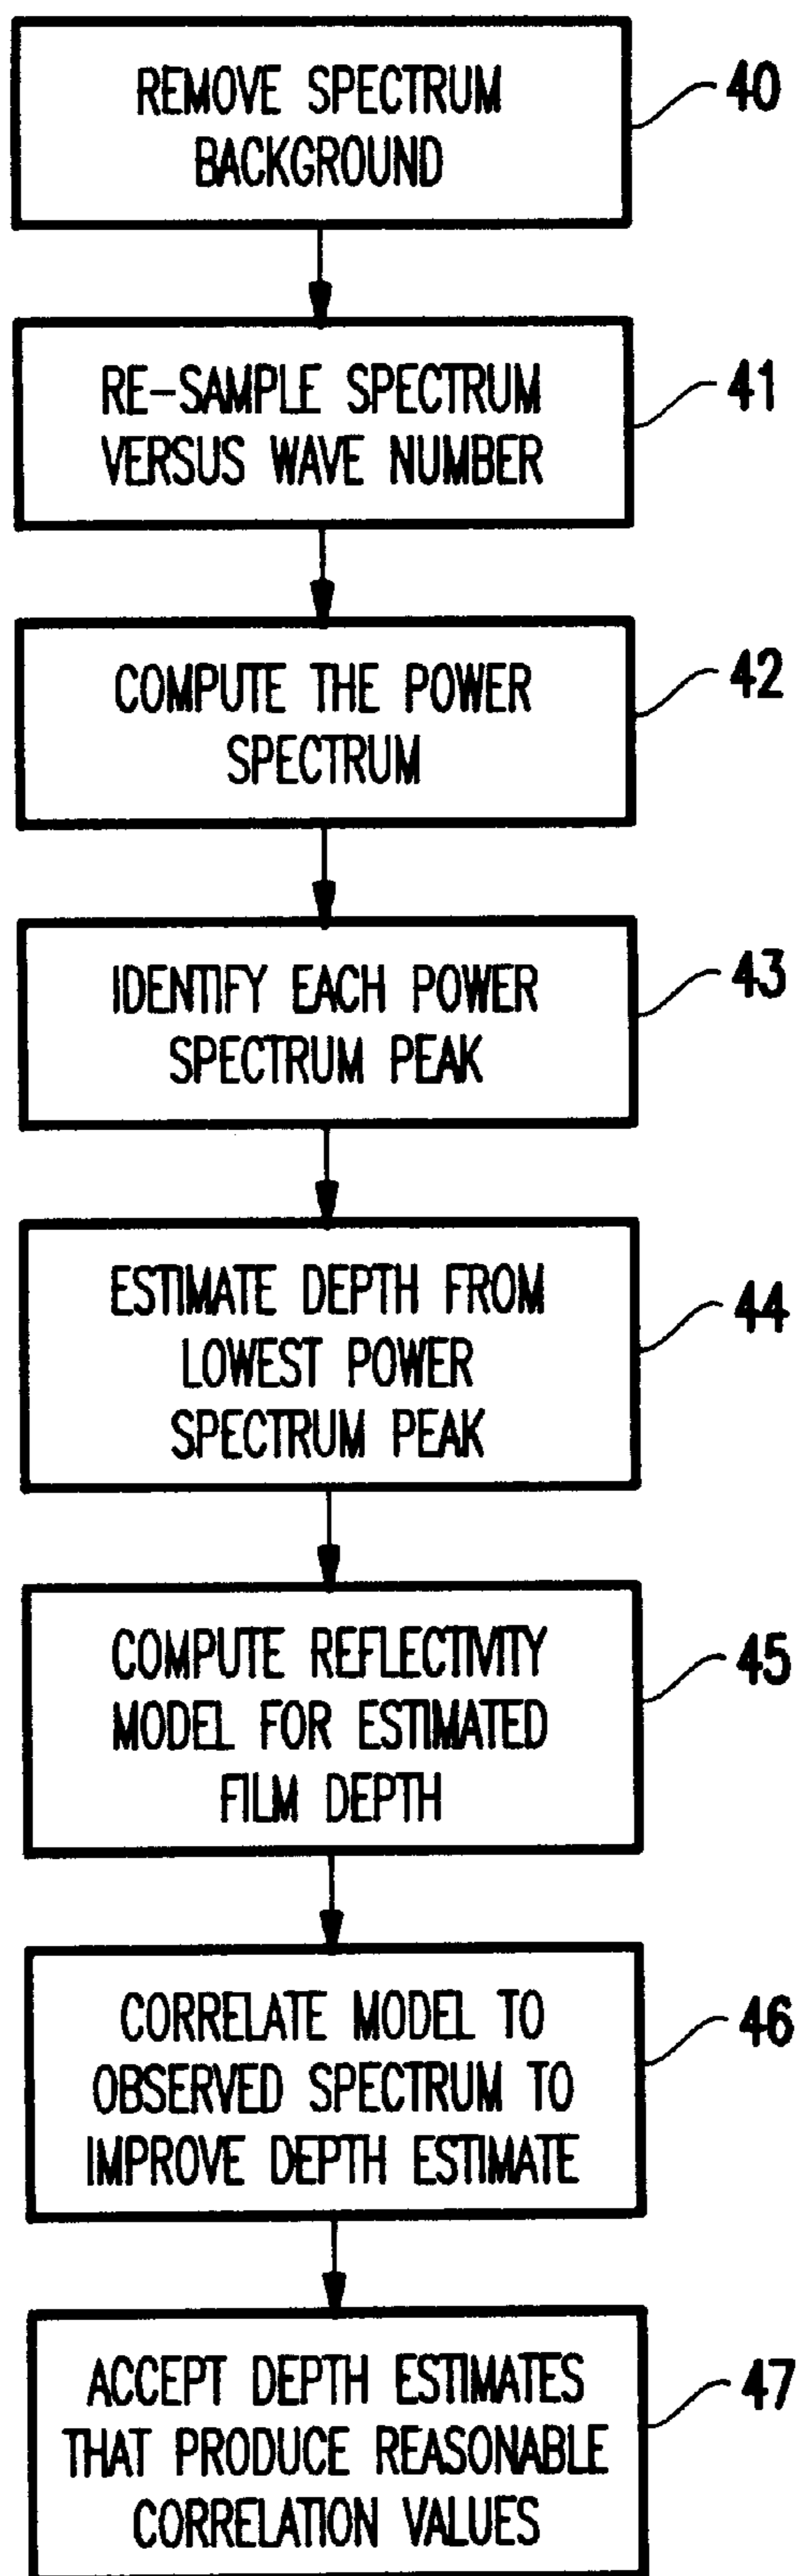 REMOVE SPECTRUM
BACKGROUND
40
RE-SAMPLE SPECTRUM
VERSUS WAVE NUMBER
41
COMPUTE THE POWER
SPECTRUM
42
IDENTIFY EACH POWER
SPECTRUM PEAK
43
ESTIMATE DEPTH FROM
LOWEST POWER
SPECTRUM PEAK
44
COMPUTE REFLECTIVITY
MODEL FOR ESTIMATED
FILM DEPTH
45
CORRELATE MODEL TO
OBSERVED SPECTRUM TO
IMPROVE DEPTH ESTIMATE
46
ACCEPT DEPTH ESTIMATES
THAT PRODUCE REASONABLE
CORRELATION VALUES
47